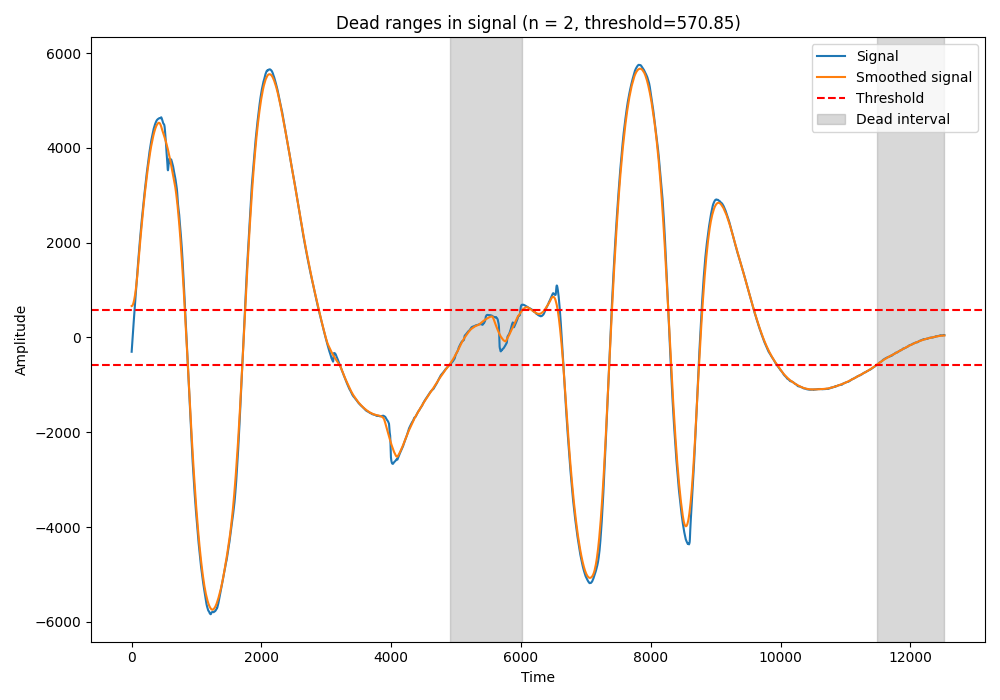 Dead ranges in signal (n = 2, threshold=570.85)
Signal
Smoothed signal
Threshold
Dead interval
Amplitude
6000
4000
2000
0
−2000
−4000
−6000
0 2000 4000 6000 8000 10000 12000
Time